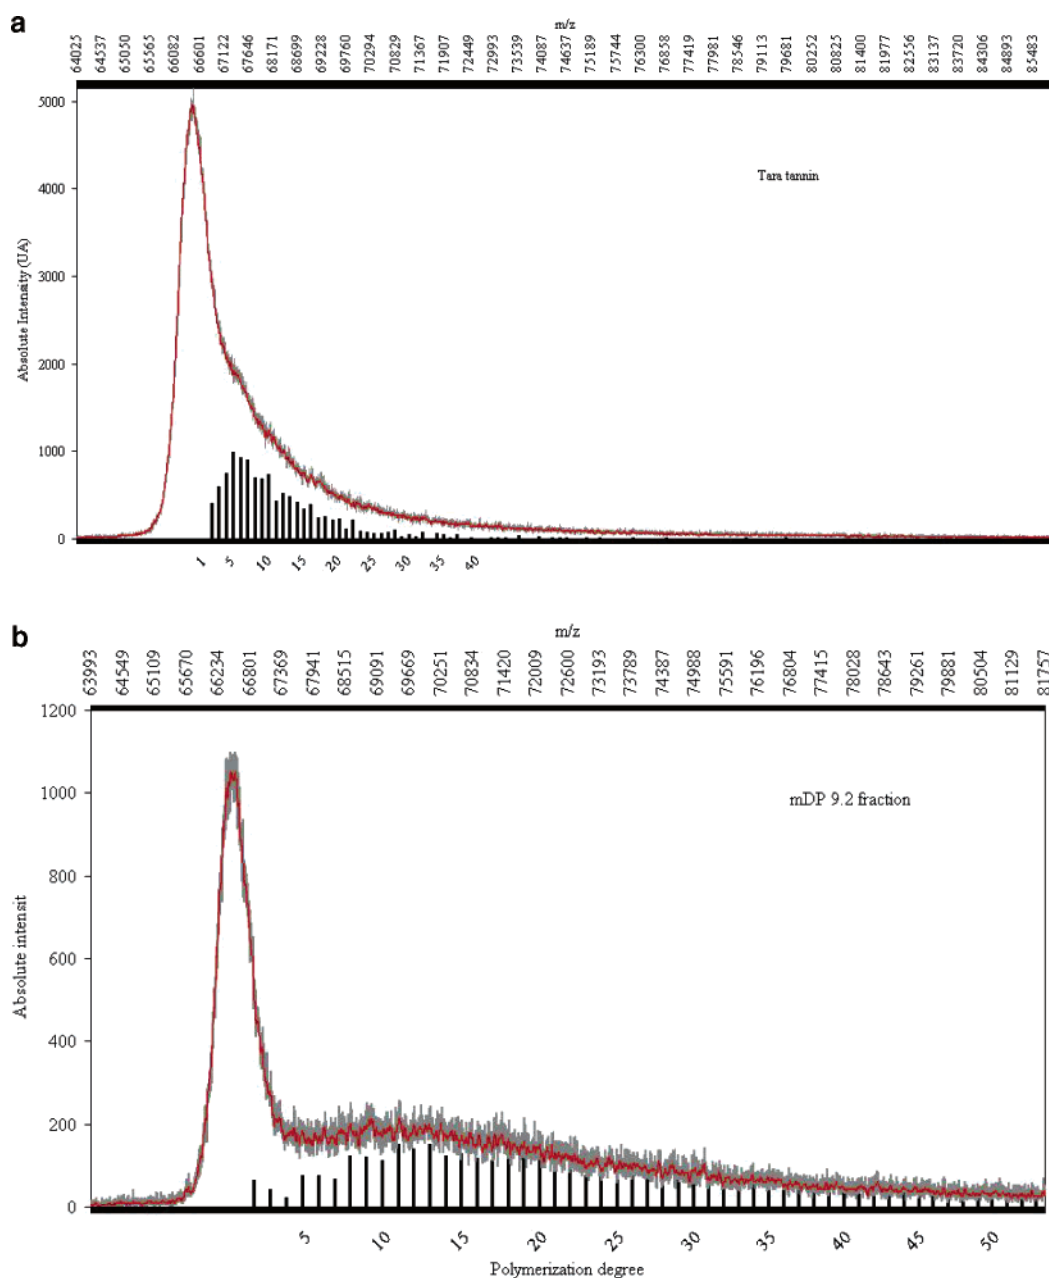 a
m/z
64025 64537 65050 65565 66082 66601 67122 67646 68171 68699 69228 69760 70294 70829 71367 71907 72449 72993 73539 74087 74637 75189 75744 76300 76858 77419 77981 78546 79113 79681 80252 80825 81400 81977 82556 83137 83720 84306 84893 85483
Absolute Intensity (UA)
5000
4000
3000
2000
1000
0
Tara tannin
1 5 10 15 20 25 30 35 40
b
m/z
63993 64549 65109 65670 66234 66801 67369 67941 68515 69091 69669 70251 70834 71420 72009 72600 73193 73789 74387 74988 75591 76196 76804 77415 78028 78643 79261 79881 80504 81129 81757
Absolute intensit
1200
1000
800
600
400
200
0
mDP 9.2 fraction
5 10 15 20 25 30 35 40 45 50
Polymerization degree